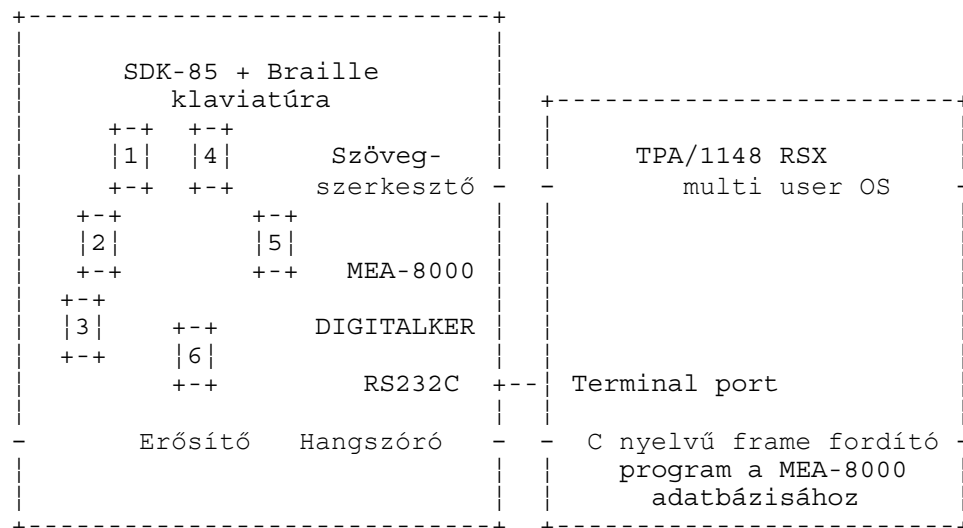 SDK-85 + Braille
klaviatúra
1 4 Szöveg- TPA/1148 RSX
szerkesztő multi user OS
2 5
MEA-8000
3 DIGITALKER
6
RS232C Terminal port
Erősítő Hangszóró C nyelvű frame fordító
program a MEA-8000
adatbázisához